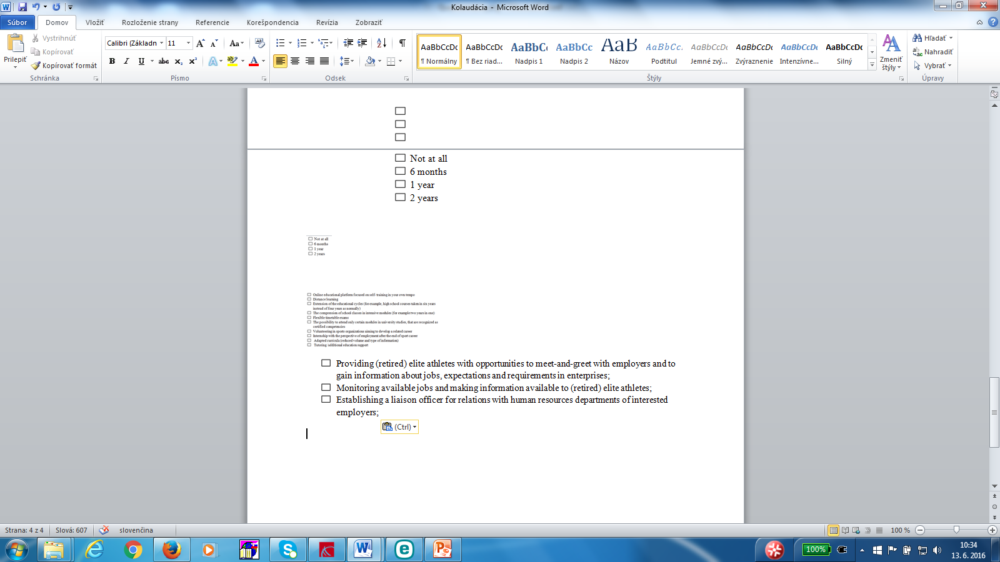 Kolaudácia - Microsoft Word
Súbor Domov Vložiť Rozloženie strany Referencie Korešpondencia Revízia Zobraziť
Prilepiť
Vystrihnúť
Kopírovať
Kopírovať formát
Schránka
Calibri (Základn 11
Písmo
Odsek
AaBbCcDc AaBbCcDc AaBbCc AaBbCc AaB AaBbCc. AaBbCcDc AaBbCcDc AaBbCcDc AaBbCcDc
¶ Normálny ¶ Bez riad... Nadpis 1 Nadpis 2 Názov Podtitul Jemné zvý... Zvýraznenie Intenzívne... Silný
Štýly
Zmeniť
štýly
Hľadať
Nahradiť
Vybrať
Úpravy
Not at all
6 months
1 year
2 years
Not at all
6 months
1 year
2 years
Online educational platform focused on self- training in your own tempo
Distance learning
Extension of the educational cycles (for example, high school courses taken in six years
instead of four years as normally)
The compression of school classes in intensive modules (for example two years in one)
Flexible timetable exams
The possibility to attend only certain modules in university studies, that are recognized as
certified competencies
Volunteering in sports organizations aiming to develop a related career
Internship with the perspective of employment after the end of sport career
Adapted curricula (reduced volume and type of information)
Tutoring /additional education support
Providing (retired) elite athletes with opportunities to meet-and-greet with employers and to
gain information about jobs, expectations and requirements in enterprises;
Monitoring available jobs and making information available to (retired) elite athletes;
Establishing a liaison officer for relations with human resources departments of interested
employers;
(Ctrl)
Strana: 4 z 4 Slová: 607 slovenčina 100 %
100% 10:34
13. 6. 2016